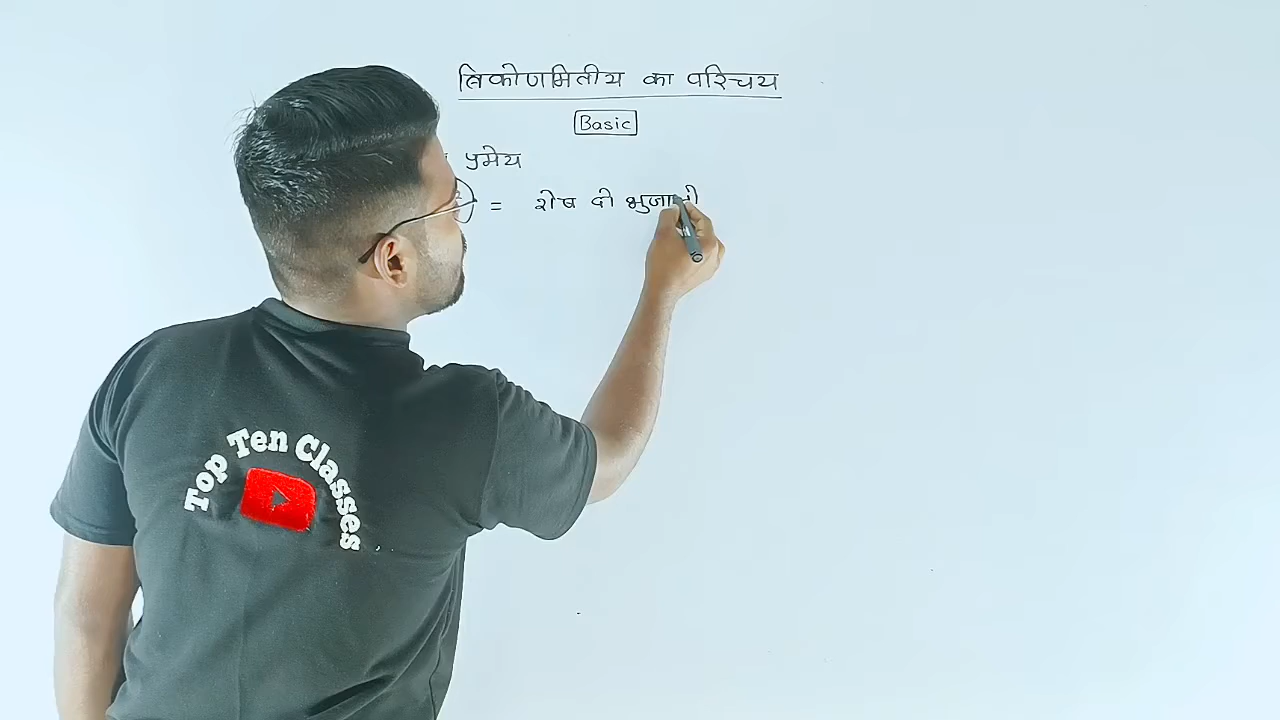 त्रिकोणमितीय का परिचय
Basic
प्रमेय
= शेष दो
Top Ten Classes